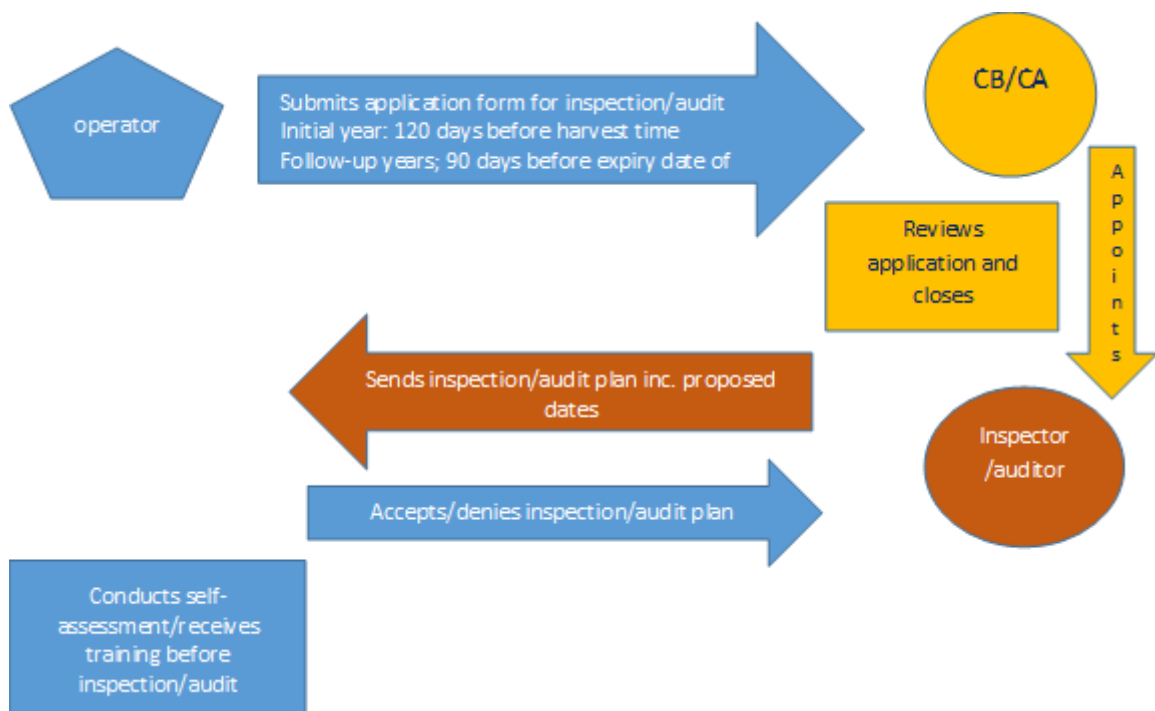 operator
Submits application form for inspection/audit
Initial year: 120 days before harvest time
Follow-up years; 90 days before expiry date of
CB/CA
Appoints
Reviews
application and
closes
Sends inspection/audit plan inc. proposed
dates
Inspector
/auditor
Accepts/denies inspection/audit plan
Conducts self-
assessment/receives
training before
inspection/audit